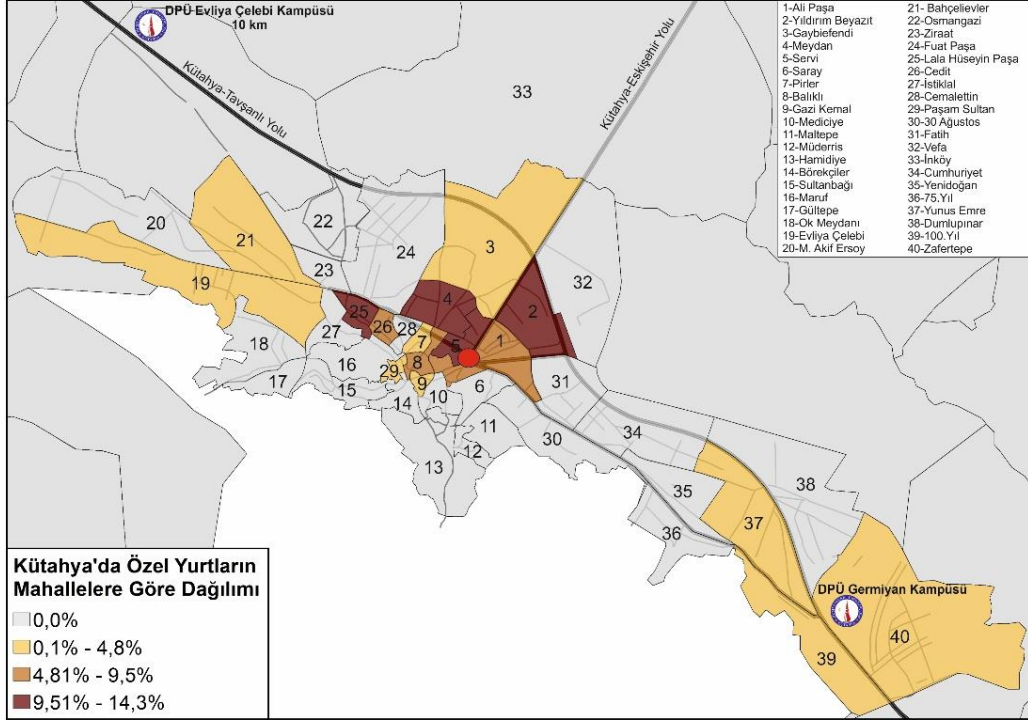 DPÜ Evliya Çelebi Kampüsü
10 km
Kütahya-Tavşanlı Yolu
Kütahya-Eskişehir Yolu
1-Ali Paşa
2-Yıldırım Beyazıt
3-Gaybiefendi
4-Meydan
5-Servi
6-Saray
7-Pirler
8-Balıklı
9-Gazi Kemal
10-Mediciye
11-Maltepe
12-Müderris
13-Hamidiye
14-Börekçiler
15-Sultanbağı
16-Maruf
17-Gültepe
18-Ok Meydanı
19-Evliya Çelebi
20-M. Akif Ersoy
21- Bahçelievler
22-Osmangazi
23-Ziraat
24-Fuat Paşa
25-Lala Hüseyin Paşa
26-Cedit
27-İstiklal
28-Cemalettin
29-Paşam Sultan
30-30 Ağustos
31-Fatih
32-Vefa
33-İnköy
34-Cumhuriyet
35-Yenidoğan
36-75.Yıl
37-Yunus Emre
38-Dumlupınar
39-100.Yıl
40-Zafertepe
33
20
22
21
24
3
23
32
19
4
2
25
26
28
27
7
1
5
18
16
8
29
9
6
31
17
15
14
10
11
34
30
12
13
35
38
36
37
DPÜ Germiyan Kampüsü
40
39
Kütahya'da Özel Yurtların
Mahallelere Göre Dağılımı
0,0%
0,1% - 4,8%
4,81% - 9,5%
9,51% - 14,3%